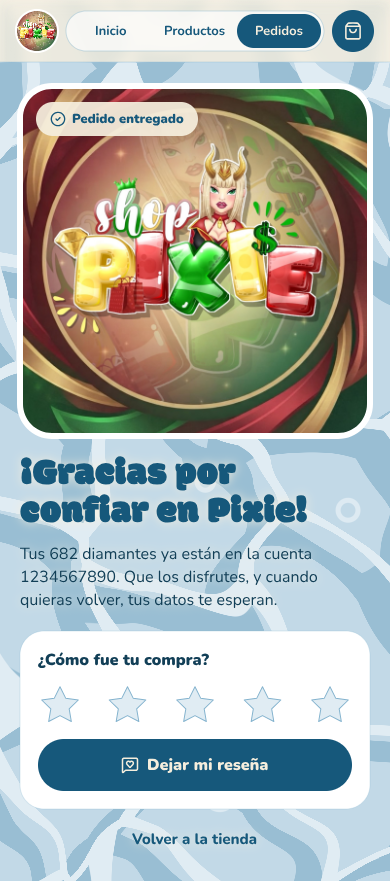 Inicio
Productos
Pedidos
Pedido entregado
shop
PIXIE
¡Gracias por
confiar en Pixie!
Tus 682 diamantes ya están en la cuenta
1234567890. Que los disfrutes, y cuando
quieras volver, tus datos te esperan.
¿Cómo fue tu compra?
Dejar mi reseña
Volver a la tienda